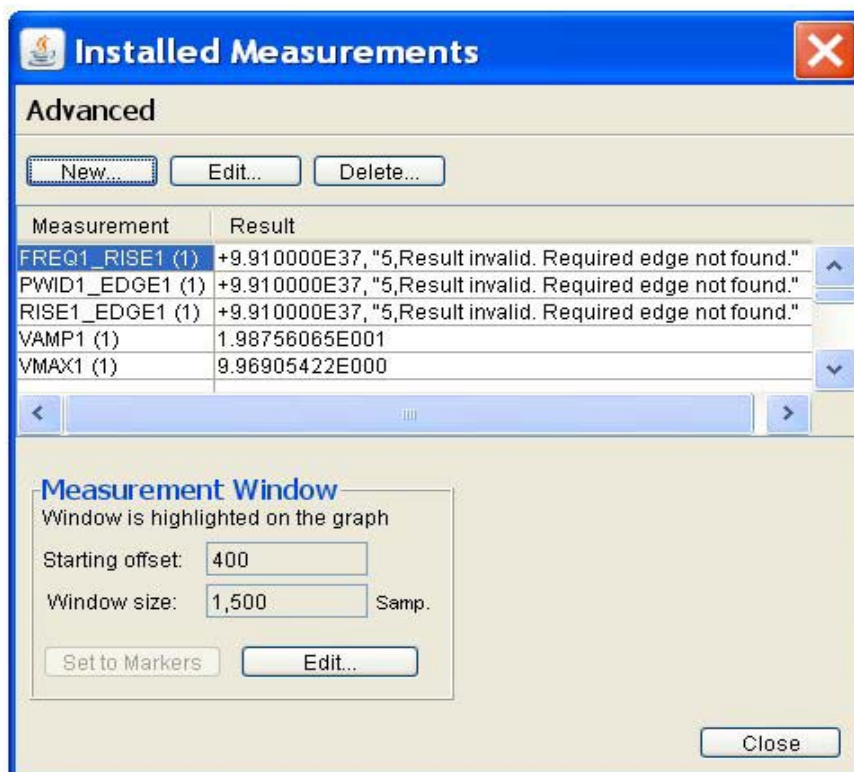 Installed Measurements
Advanced
New... Edit... Delete...
Measurement Result
FREQ1_RISE1 (1) +9.910000E37, "5,Result invalid. Required edge not found."
PWID1_EDGE1 (1) +9.910000E37, "5,Result invalid. Required edge not found."
RISE1_EDGE1 (1) +9.910000E37, "5,Result invalid. Required edge not found."
VAMP1 (1) 1.98756065E001
VMAX1 (1) 9.96905422E000
Measurement Window
Window is highlighted on the graph
Starting offset: 400
Window size: 1,500 Samp.
Set to Markers Edit...
Close